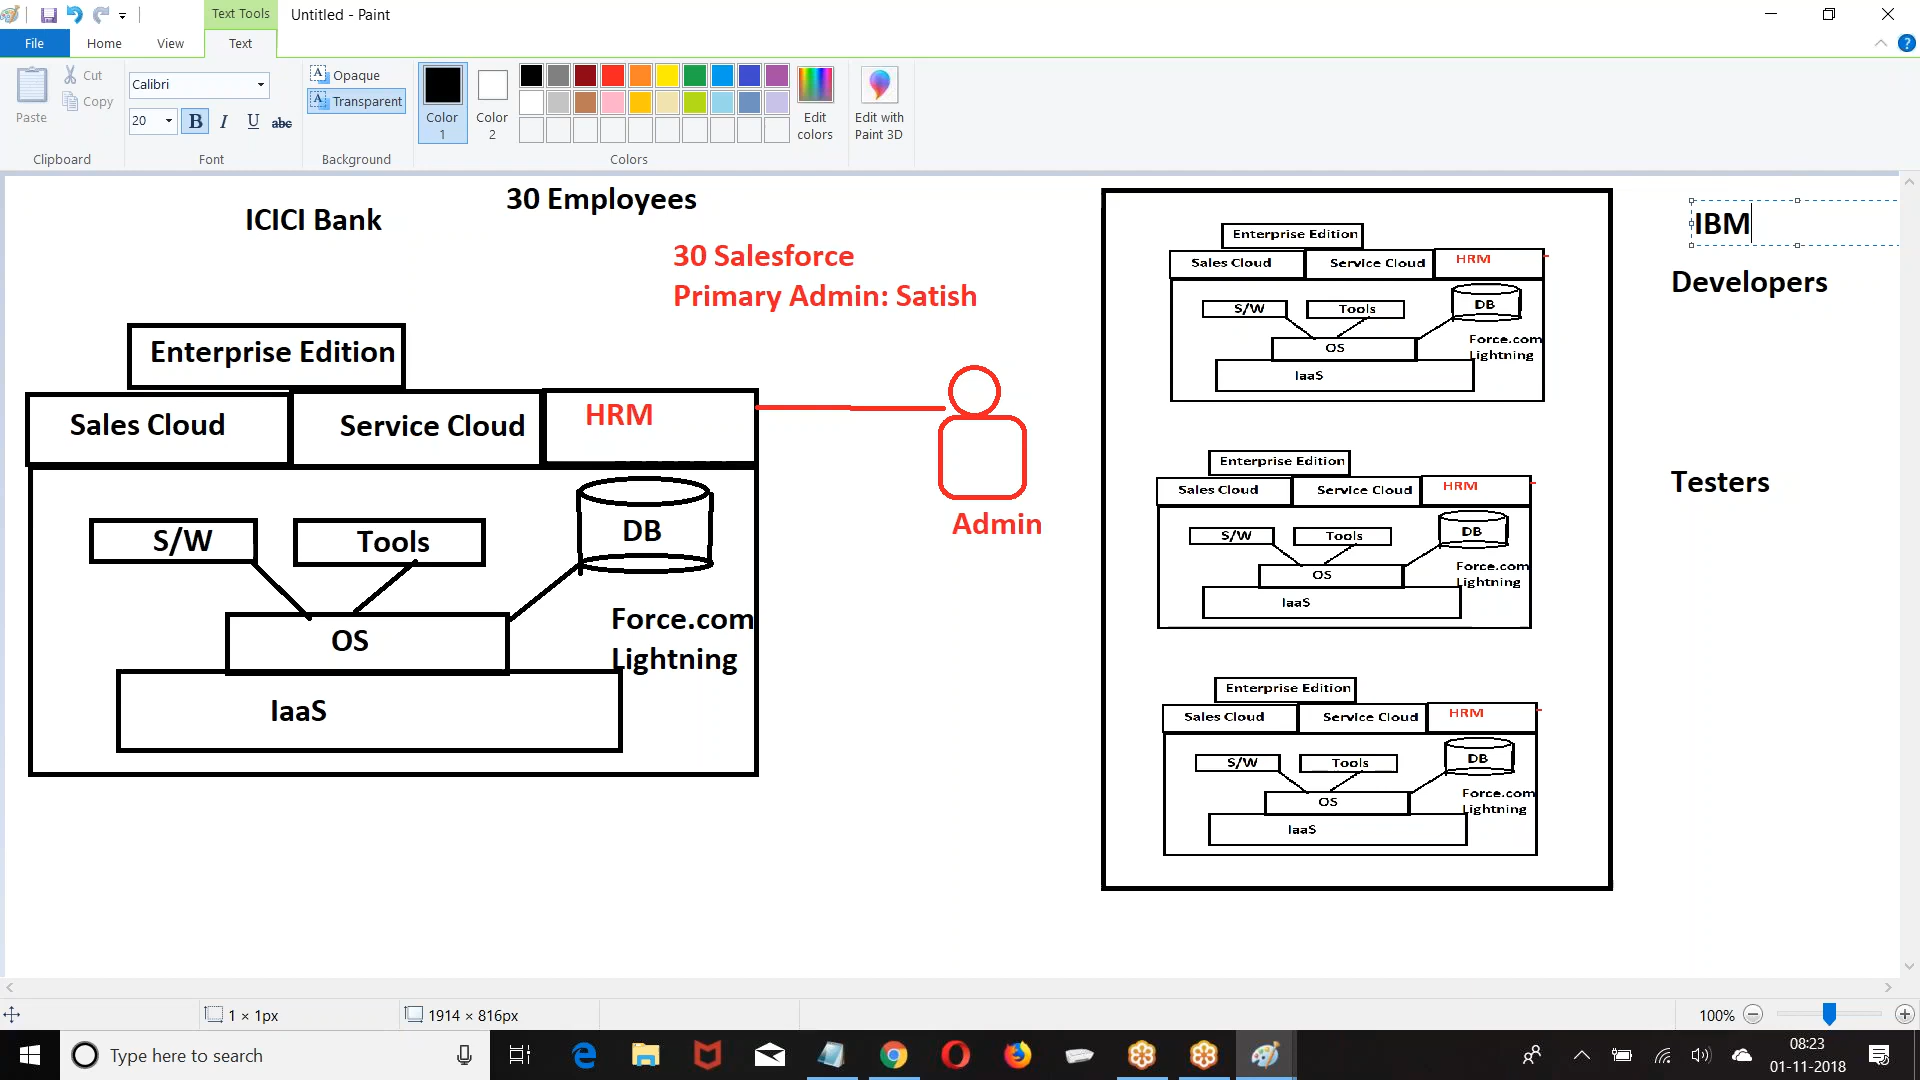 Text Tools
Untitled - Paint
File
Home
View
Text
Paste
Cut
Copy
Clipboard
Calibri
20
B
I
U
abc
Font
Opaque
Transparent
Background
Color
1
Color
2
Colors
Edit
colors
Edit with
Paint 3D
ICICI Bank
30 Employees
30 Salesforce
Primary Admin: Satish
Enterprise Edition
Sales Cloud
Service Cloud
HRM
S/W
Tools
DB
OS
Force.com
Lightning
IaaS
Admin
Enterprise Edition
Sales Cloud
Service Cloud
HRM
S/W
Tools
DB
OS
Force.com
Lightning
IaaS
Enterprise Edition
Sales Cloud
Service Cloud
HRM
S/W
Tools
DB
OS
Force.com
Lightning
IaaS
Enterprise Edition
Sales Cloud
Service Cloud
HRM
S/W
Tools
DB
OS
Force.com
Lightning
IaaS
IBM
Developers
Testers
1 × 1px
1914 × 816px
100%
Type here to search
08:23
01-11-2018